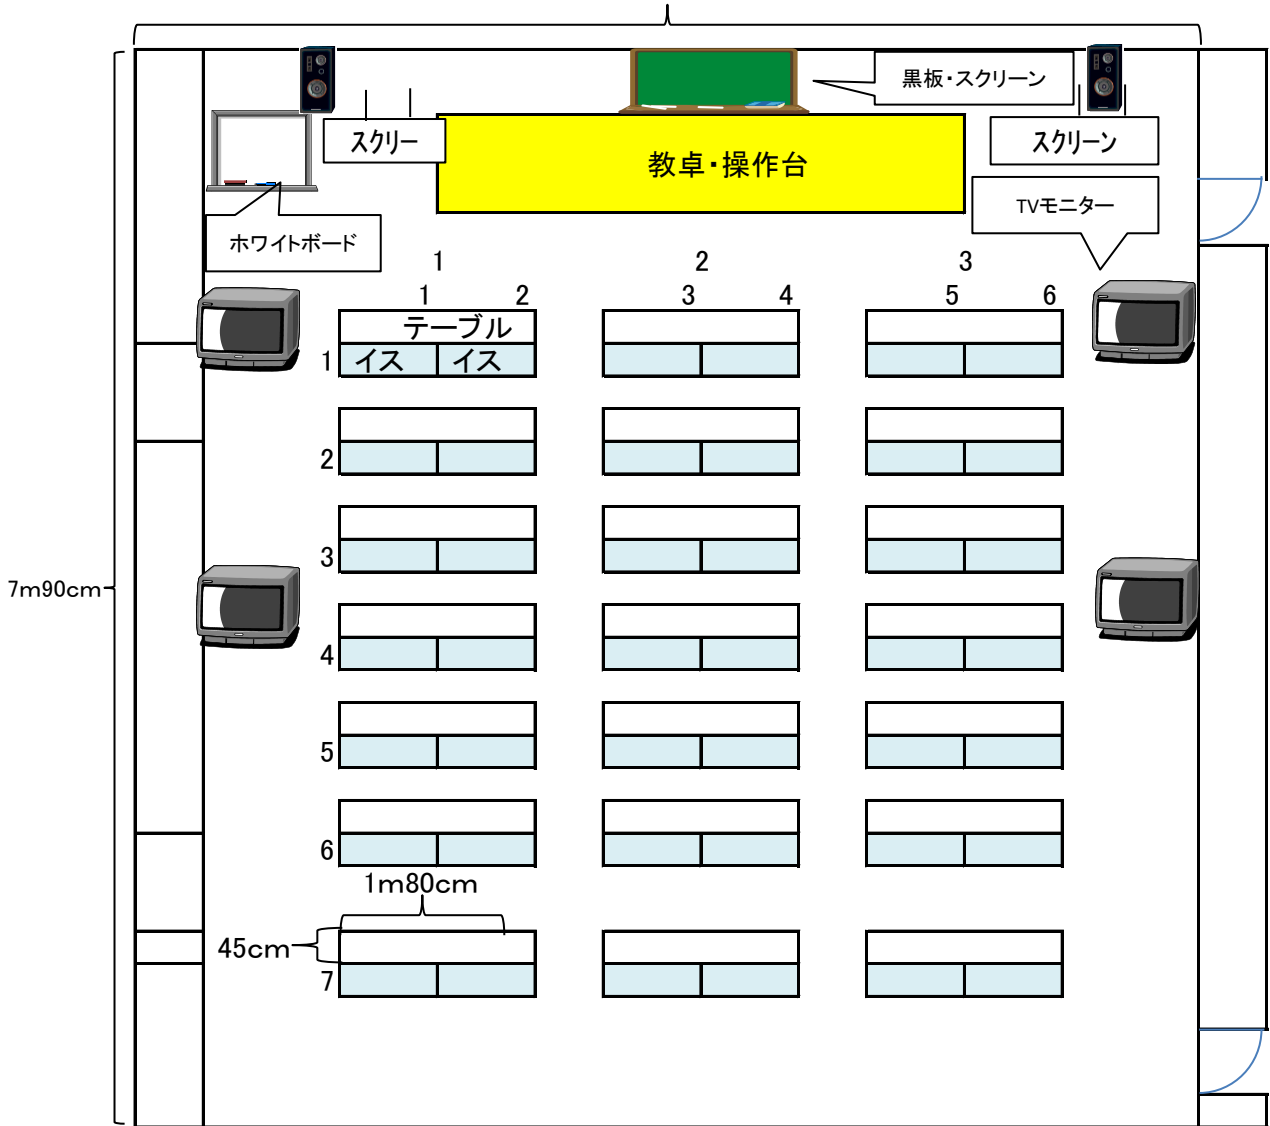 黒板・スクリーン
スクリー
教卓・操作台
スクリーン
TVモニター
ホワイトボード
1 2 3
1 2 3 4 5 6
テーブル
1 イス イス
2
3
7m90cm
4
5
6
1m80cm
45cm
7